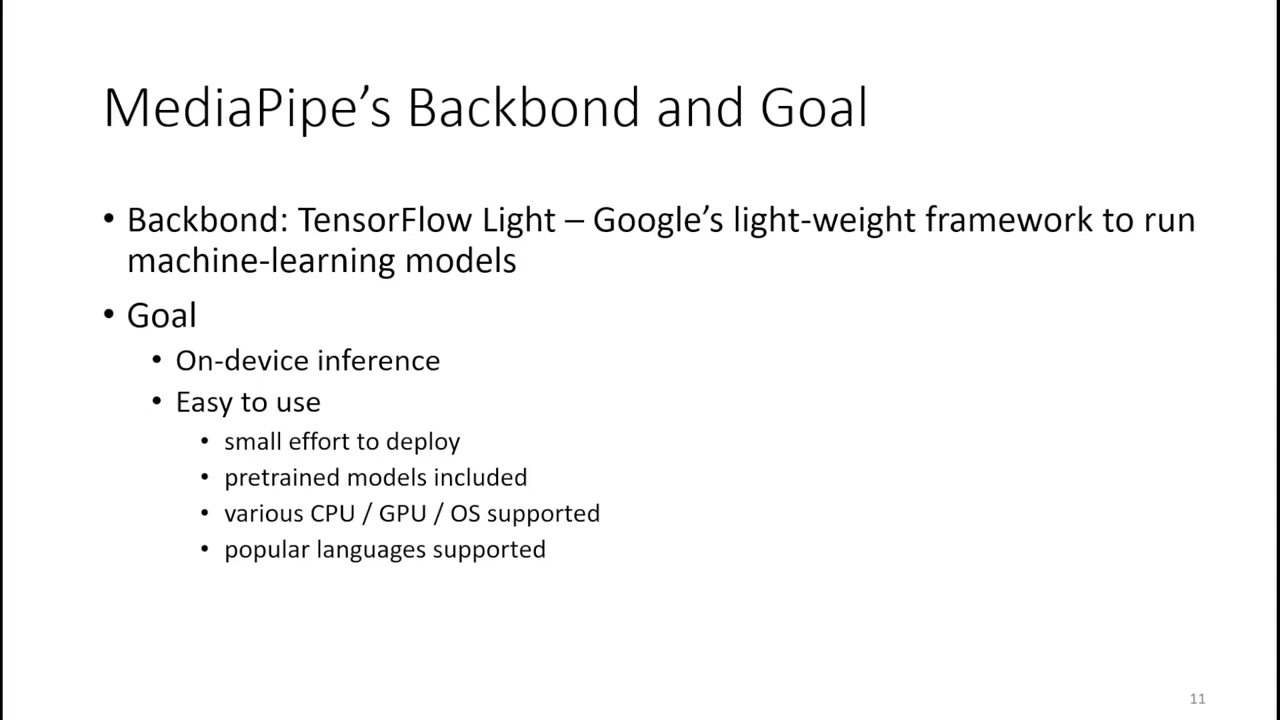 MediaPipe’s Backbond and Goal
• Backbond: TensorFlow Light – Google’s light-weight framework to run
machine-learning models
• Goal
• On-device inference
• Easy to use
• small effort to deploy
• pretrained models included
• various CPU / GPU / OS supported
• popular languages supported
11